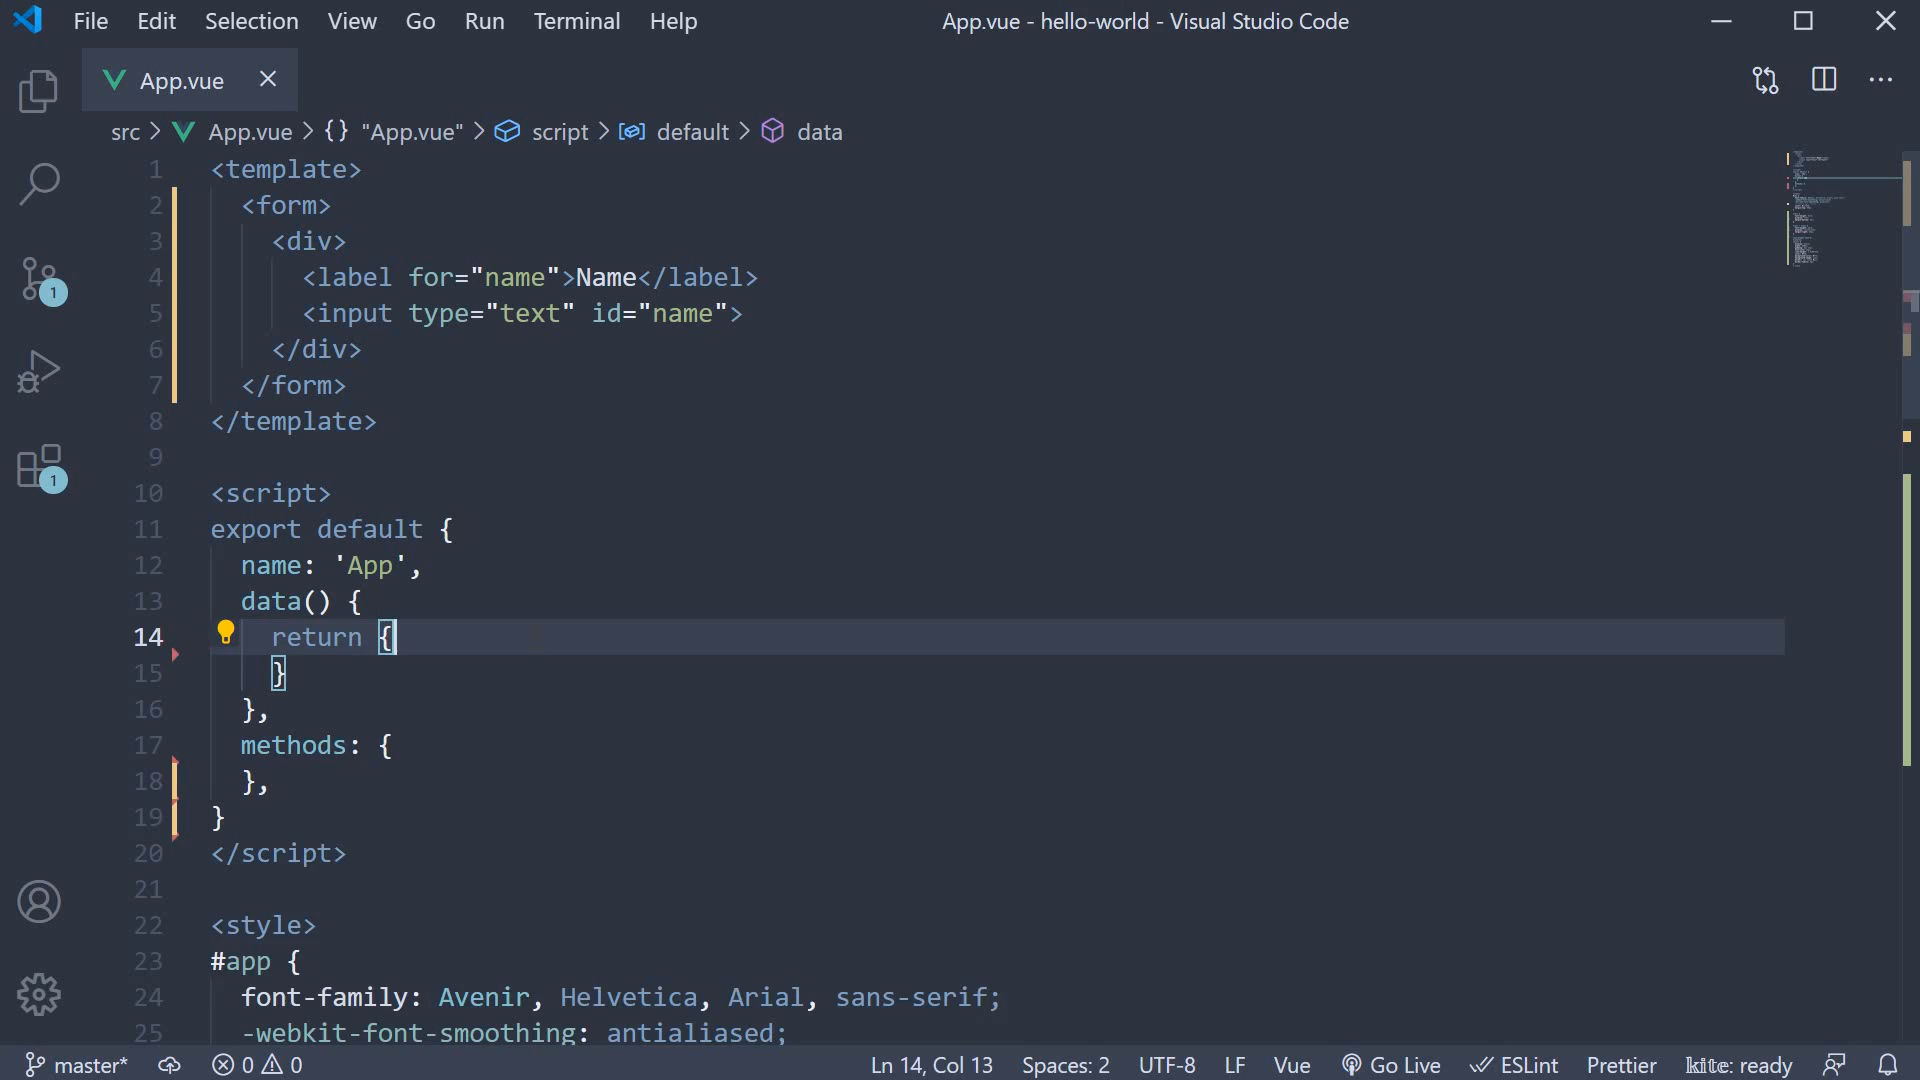 File Edit Selection View Go Run Terminal Help App.vue - hello-world - Visual Studio Code
App.vue
src App.vue {} "App.vue" script default data
1 <template>
2 <form>
3 <div>
4 <label for="name">Name</label>
5 <input type="text" id="name">
6 </div>
7 </form>
8 </template>
9
10 <script>
11 export default {
12 name: 'App',
13 data() {
14 return {
15 }
16 },
17 methods: {
18 },
19 }
20 </script>
21
22 <style>
23 #app {
24 font-family: Avenir, Helvetica, Arial, sans-serif;
25 -webkit-font-smoothing: antialiased;
1
1
master* 0 0 Ln 14, Col 13 Spaces: 2 UTF-8 LF Vue Go Live ESLint Prettier kite: ready